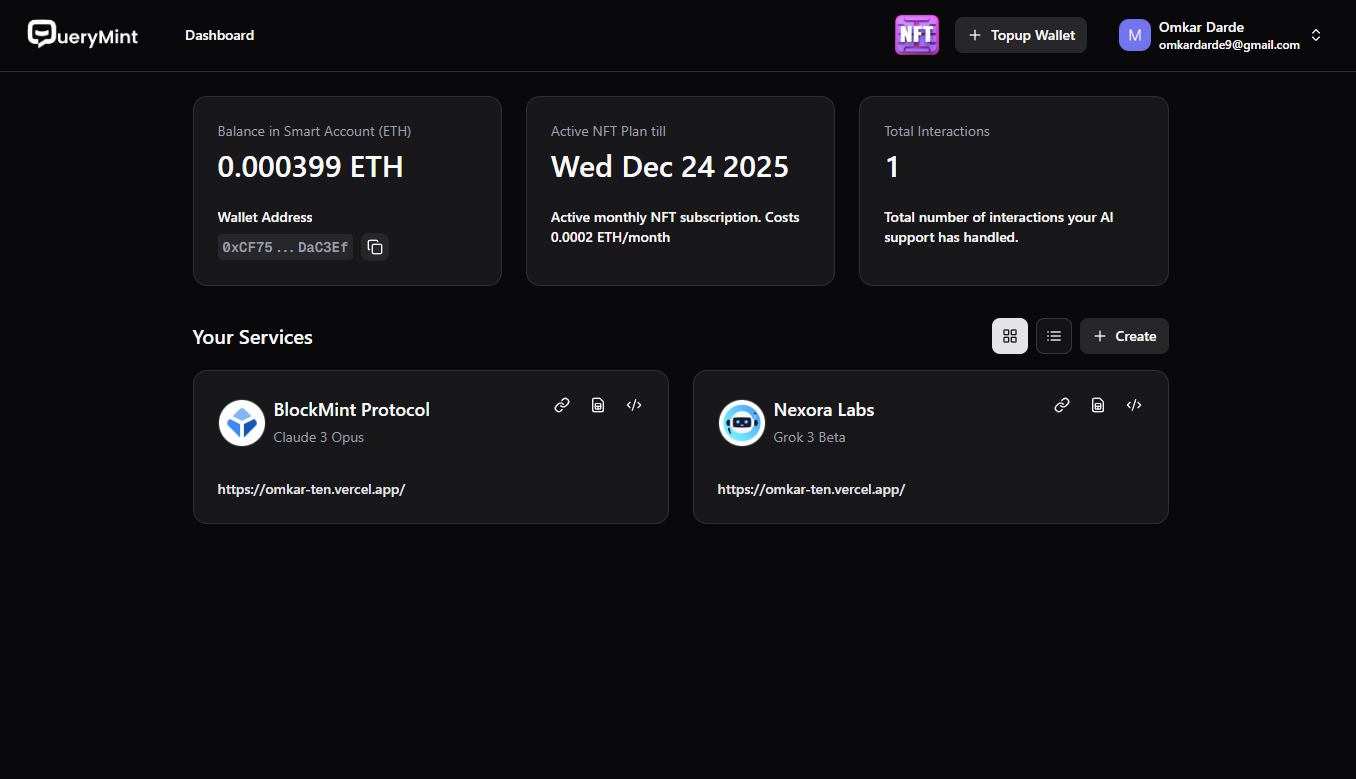 QueryMint
Dashboard
NFT
Topup Wallet
M
Omkar Darde
omkardarde9@gmail.com
Balance in Smart Account (ETH)
0.000399 ETH
Wallet Address
0xCF75...DaC3Ef
Active NFT Plan till
Wed Dec 24 2025
Active monthly NFT subscription. Costs
0.0002 ETH/month
Total Interactions
1
Total number of interactions your AI
support has handled.
Your Services
Create
BlockMint Protocol
Claude 3 Opus
https://omkar-ten.vercel.app/
Nexora Labs
Grok 3 Beta
https://omkar-ten.vercel.app/